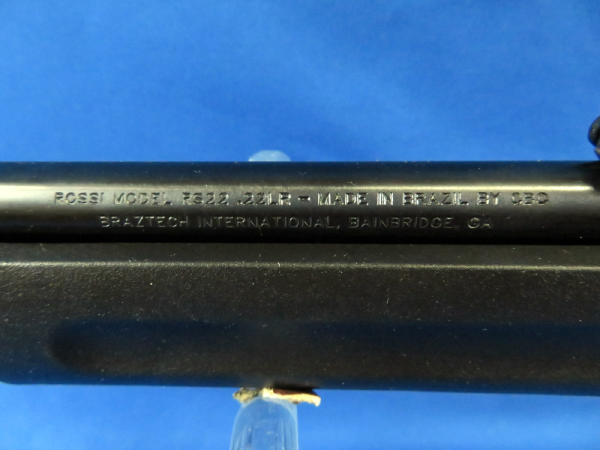 ROSSI MODEL RS22 .22LR - MADE IN BRAZIL BY CBC
BRAZTECH INTERNATIONAL, BAINBRIDGE, GA